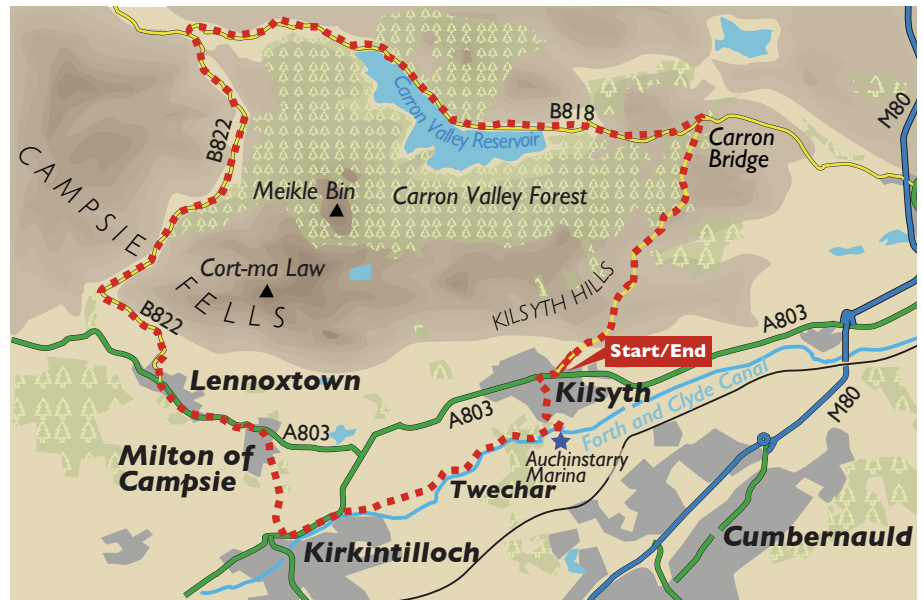 M80
B822
Carron Valley Reservoir
B818
Carron
Bridge
CAMPSIE
FELLS
Meikle Bin
Carron Valley Forest
Cort-ma Law
KILSYTH HILLS
B822
A803
Start/End
Lennoxtown
Kilsyth
Forth and Clyde Canal
A803
A803
M80
Milton of
Campsie
Auchinstarry
Marina
Twechar
Kirkintilloch
Cumbernauld